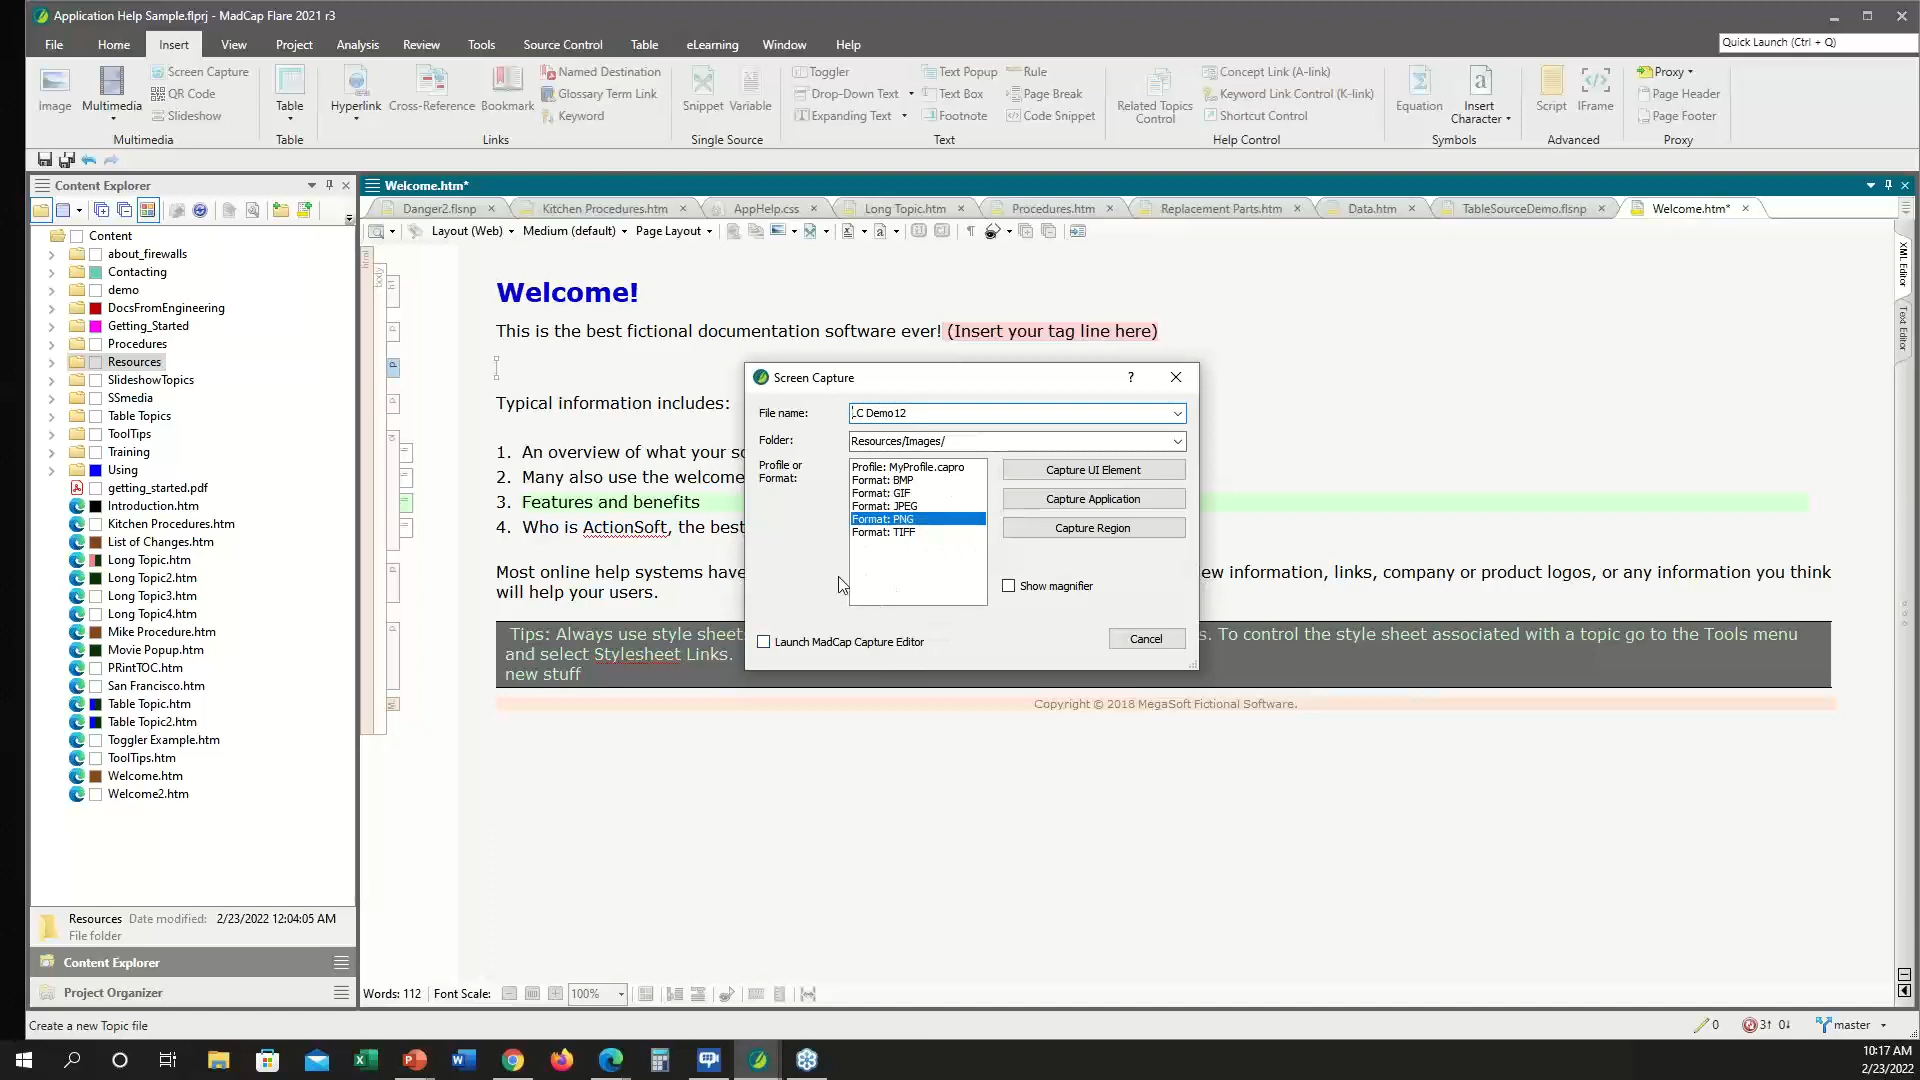 Application Help Sample.flprj - MadCap Flare 2021 r3
File Home Insert View Project Analysis Review Tools Source Control Table eLearning Window Help
Quick Launch (Ctrl + Q)
Image
Multimedia
Screen Capture
QR Code
Slideshow
Multimedia
Table
Table
Hyperlink
Cross-Reference
Bookmark
Named Destination
Glossary Term Link
Keyword
Links
Snippet
Variable
Single Source
Toggler
Drop-Down Text
Expanding Text
Text Popup
Text Box
Footnote
Rule
Page Break
Code Snippet
Text
Related Topics
Control
Concept Link (A-link)
Keyword Link Control (K-link)
Shortcut Control
Help Control
Equation
Insert
Character
Symbols
Script
IFrame
Advanced
Proxy
Page Header
Page Footer
Proxy
Content Explorer
Content
about_firewalls
Contacting
demo
DocsFromEngineering
Getting_Started
Procedures
Resources
SlideshowTopics
SSmedia
Table Topics
ToolTips
Training
Using
getting_started.pdf
Introduction.htm
Kitchen Procedures.htm
List of Changes.htm
Long Topic.htm
Long Topic2.htm
Long Topic3.htm
Long Topic4.htm
Mike Procedure.htm
Movie Popup.htm
PRintTOC.htm
San Francisco.htm
Table Topic.htm
Table Topic2.htm
Toggler Example.htm
ToolTips.htm
Welcome.htm
Welcome2.htm
Resources Date modified: 2/23/2022 12:04:05 AM
File folder
Content Explorer
Project Organizer
Welcome.htm*
Danger2.flsnp Kitchen Procedures.htm AppHelp.css Long Topic.htm Procedures.htm Replacement Parts.htm Data.htm TableSourceDemo.flsnp Welcome.htm*
Layout (Web) Medium (default) Page Layout
html
body
h1
p
p
p
p
p
XML Editor
Text Editor
Welcome!
This is the best fictional documentation software ever! (Insert your tag line here)
Typical information includes:
1. An overview of what your so
2. Many also use the welcome
3. Features and benefits
4. Who is ActionSoft, the best
Most online help systems have
ew information, links, company or product logos, or any information you think
will help your users.
Tips: Always use style sheet
s. To control the style sheet associated with a topic go to the Tools menu
and select Stylesheet Links.
new stuff
Copyright © 2018 MegaSoft Fictional Software.
Screen Capture
?
File name: LC Demo12
Folder: Resources/Images/
Profile or
Format:
Profile: MyProfile.capro
Format: BMP
Format: GIF
Format: JPEG
Format: PNG
Format: TIFF
Capture UI Element
Capture Application
Capture Region
Show magnifier
Launch MadCap Capture Editor
Cancel
Words: 112 Font Scale: 100%
Create a new Topic file
0 3 0 master
10:17 AM
2/23/2022